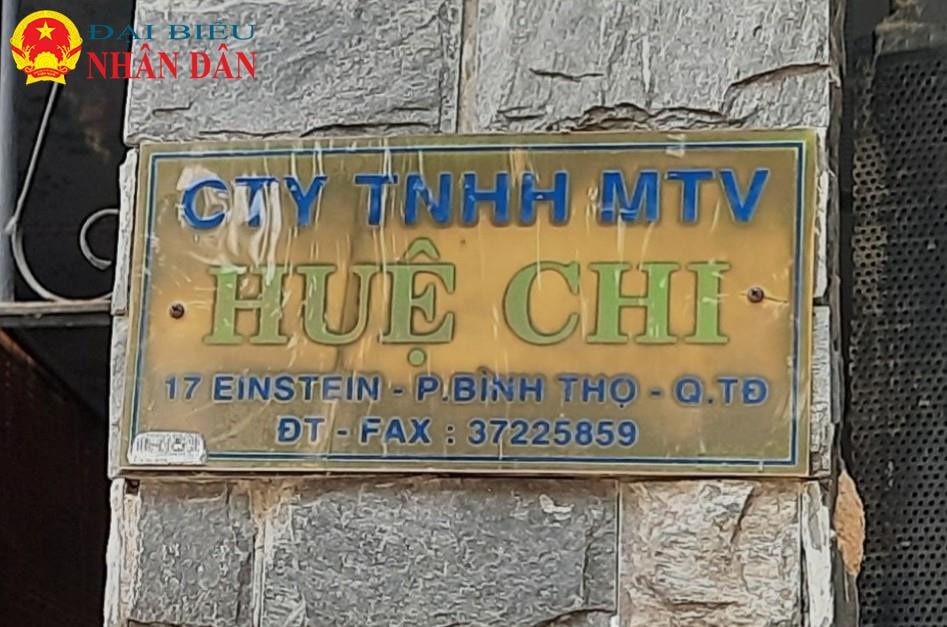 ĐẠI BIỂU
NHÂN DÂN
CTY TNHH MTV
HUỆ CHI
17 EINSTEIN - P.BÌNH THỌ - Q.TĐ
ĐT - FAX : 37225859